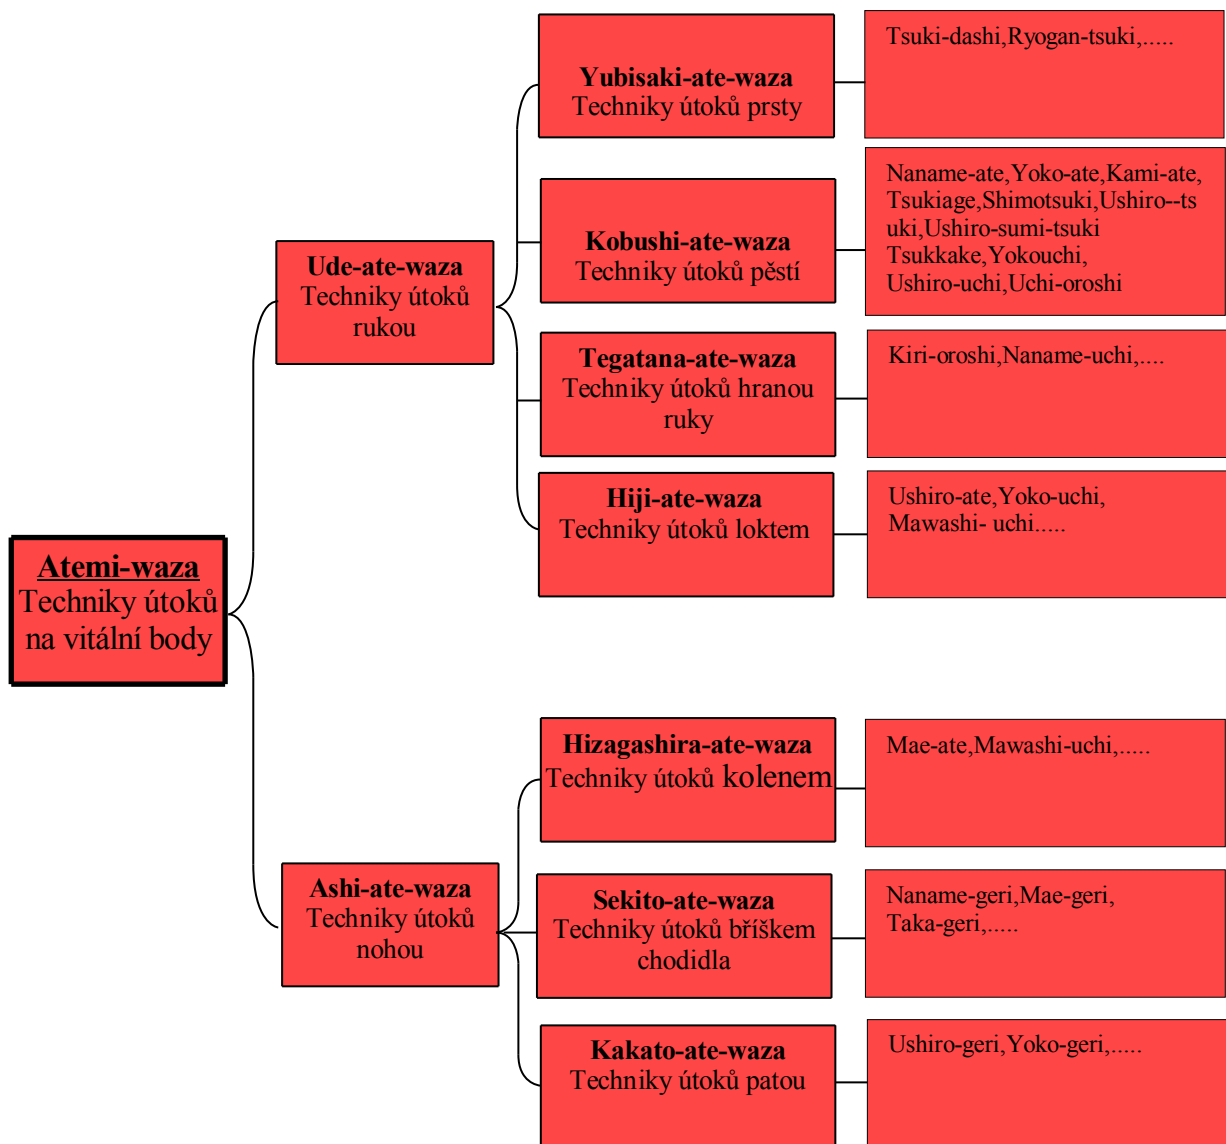 Atemi-waza
Techniky útoků
na vitální body
Ude-ate-waza
Techniky útoků
rukou
Yubisaki-ate-waza
Techniky útoků prsty
Tsuki-dashi,Ryogan-tsuki,.....
Kobushi-ate-waza
Techniky útoků pěstí
Naname-ate,Yoko-ate,Kami-ate,
Tsukiage,Shimotsuki,Ushiro--ts
uki,Ushiro-sumi-tsuki
Tsukkake,Yokouchi,
Ushiro-uchi,Uchi-oroshi
Tegatana-ate-waza
Techniky útoků hranou
ruky
Kiri-oroshi,Naname-uchi,....
Hiji-ate-waza
Techniky útoků loktem
Ushiro-ate,Yoko-uchi,
Mawashi- uchi.....
Ashi-ate-waza
Techniky útoků
nohou
Hizagashira-ate-waza
Techniky útoků kolenem
Mae-ate,Mawashi-uchi,.....
Sekito-ate-waza
Techniky útoků bříškem
chodidla
Naname-geri,Mae-geri,
Taka-geri,.....
Kakato-ate-waza
Techniky útoků patou
Ushiro-geri,Yoko-geri,.....